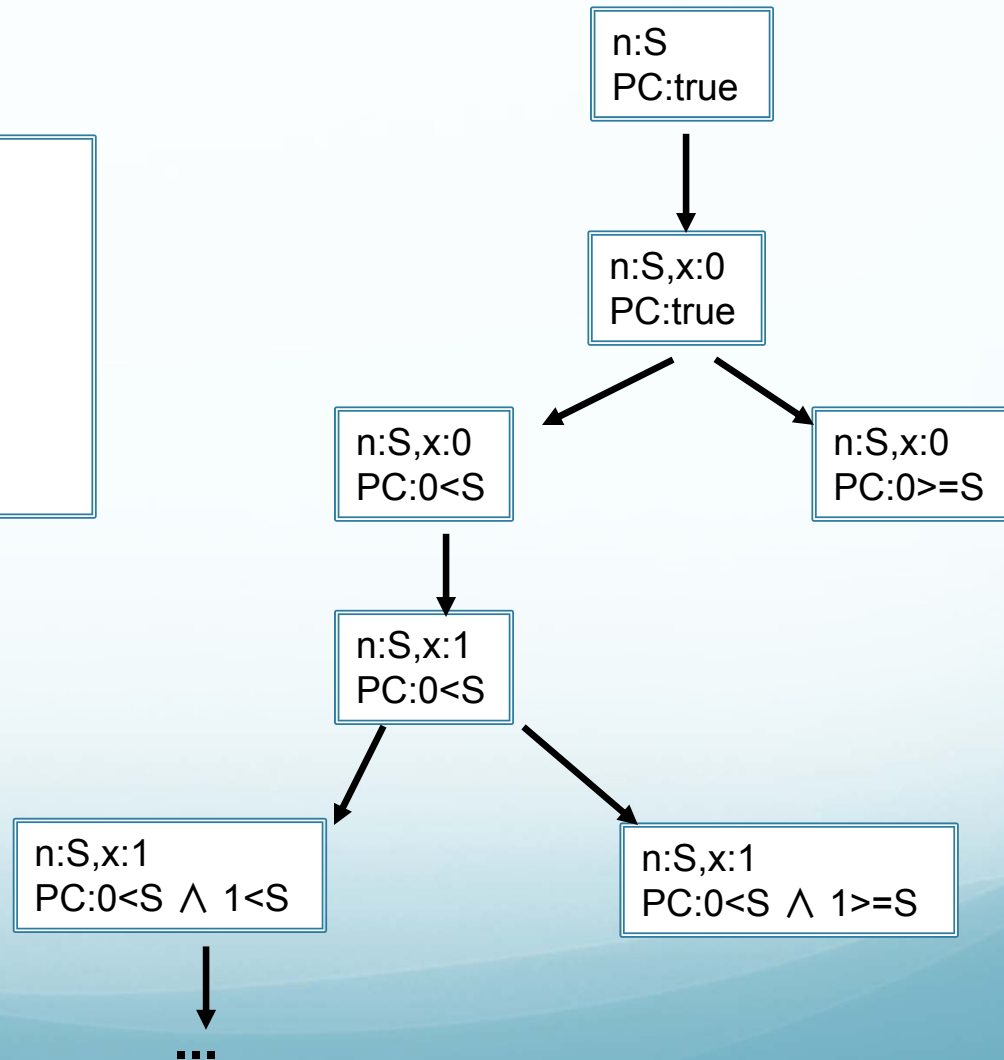 n:S
PC:true
n:S,x:0
PC:true
n:S,x:0
PC:0<S
n:S,x:0
PC:0>=S
n:S,x:1
PC:0<S
n:S,x:1
PC:0<S ∧ 1<S
n:S,x:1
PC:0<S ∧ 1>=S
...